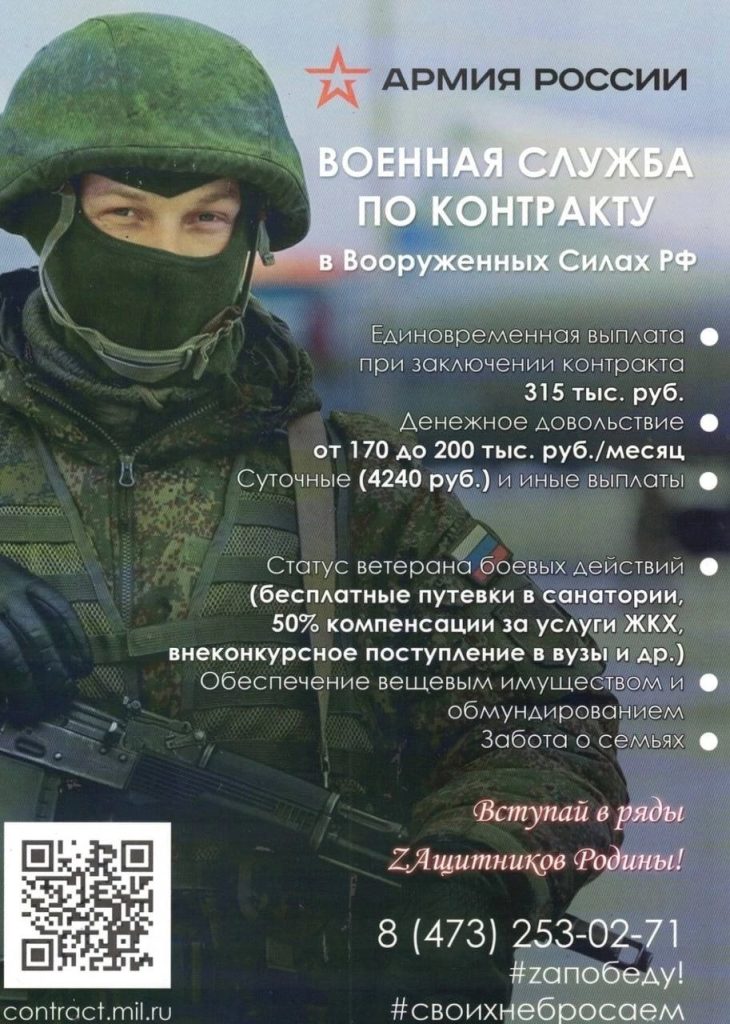 АРМИЯ РОССИИ
ВОЕННАЯ СЛУЖБА
ПО КОНТРАКТУ
в Вооруженных Силах РФ
Единовременная выплата
при заключении контракта
315 тыс. руб.
Денежное довольствие
от 170 до 200 тыс. руб./месяц
Суточные (4240 руб.) и иные выплаты
Статус ветерана боевых действий
(бесплатные путевки в санатории,
50% компенсации за услуги ЖКХ,
внеконкурсное поступление в вузы и др.)
Обеспечение вещевым имуществом и
обмундированием
Забота о семьях
Вступай в ряды
ZАщитников Родины!
8 (473) 253-02-71
#zапобеду!
contract.mil.ru
#своихнебросаем